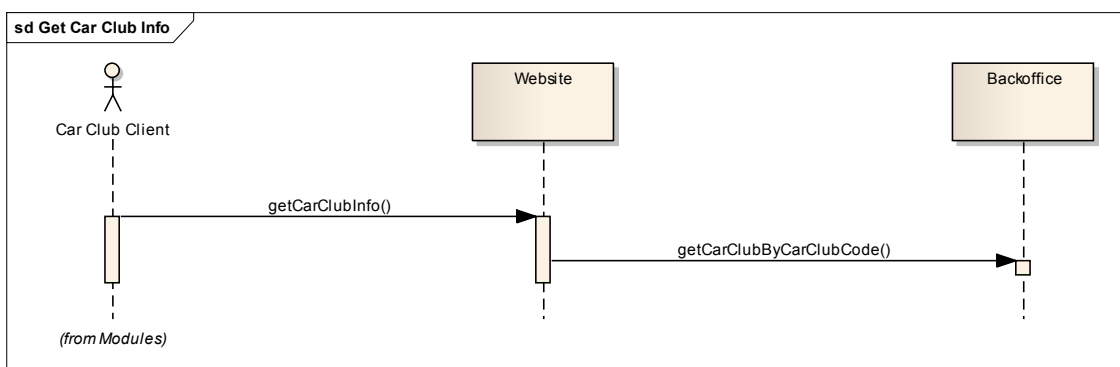 sd Get Car Club Info
Website
Backoffice
Car Club Client
getCarClubInfo()
getCarClubByCarClubCode()
(from Modules)